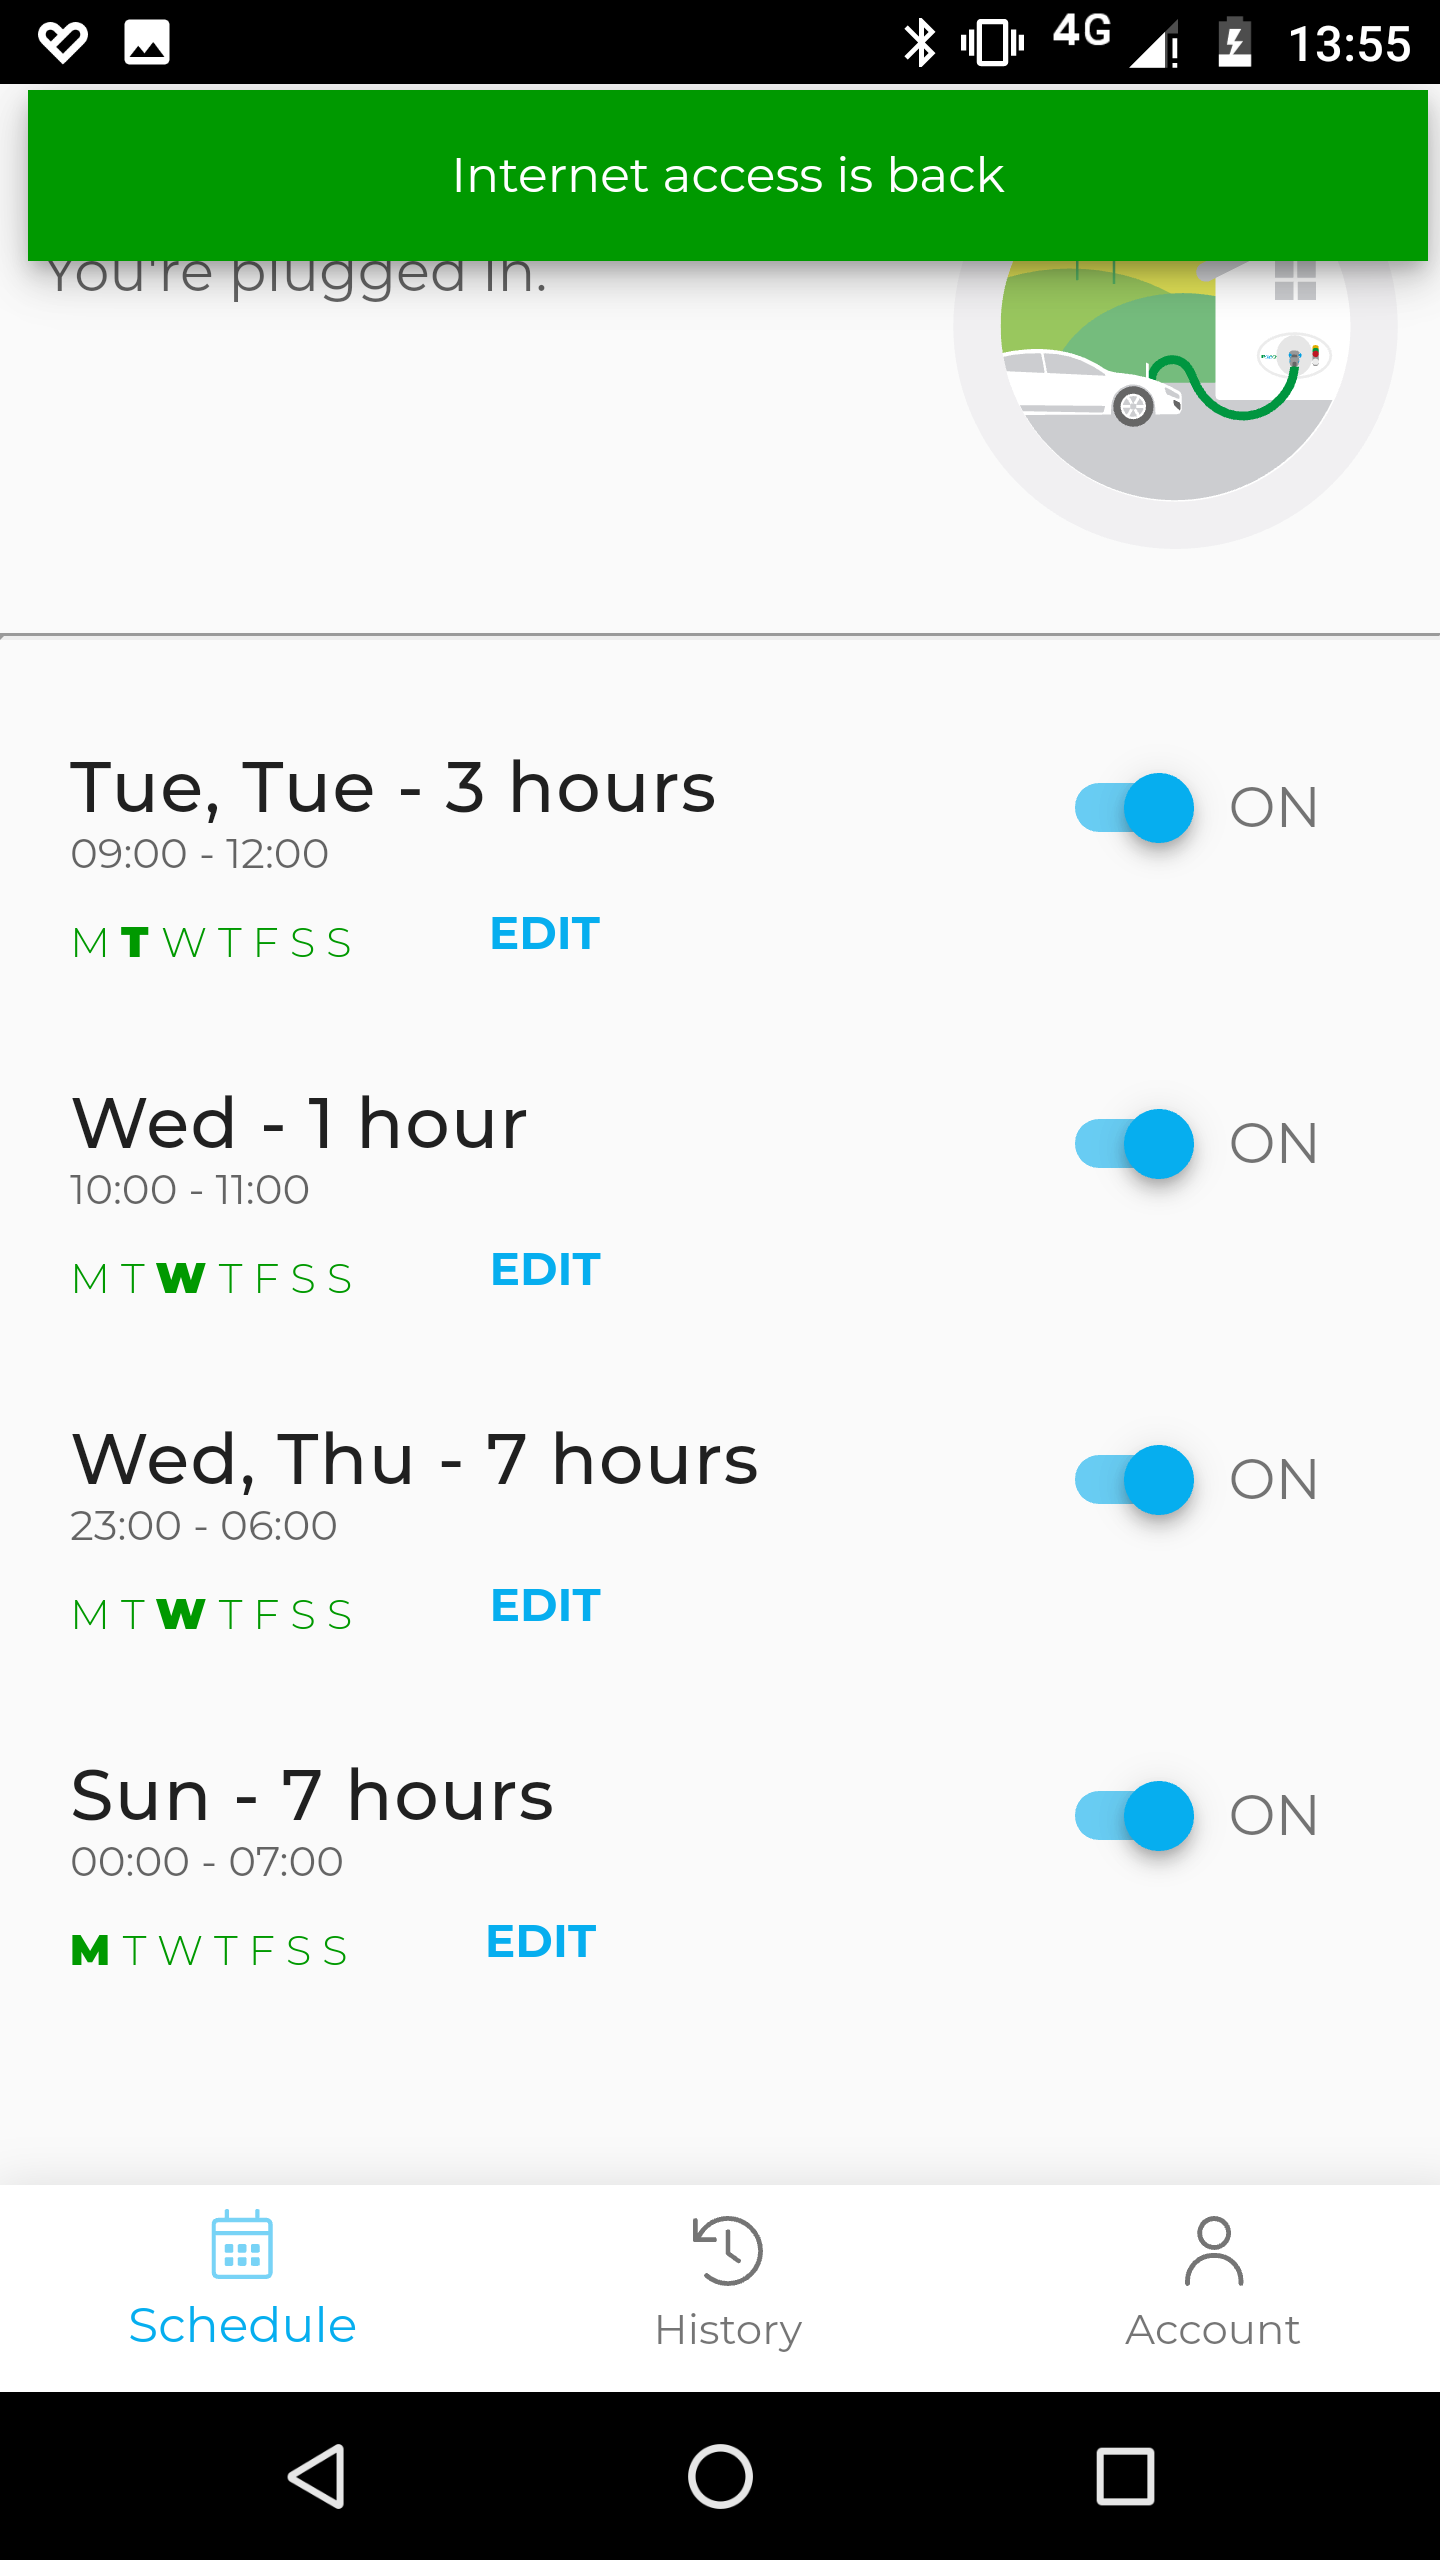 4G 13:55
Internet access is back
You're plugged in.
Tue, Tue - 3 hours
ON
09:00 - 12:00
M T W T F S S
EDIT
Wed - 1 hour
ON
10:00 - 11:00
M T W T F S S
EDIT
Wed, Thu - 7 hours
ON
23:00 - 06:00
M T W T F S S
EDIT
Sun - 7 hours
ON
00:00 - 07:00
M T W T F S S
EDIT
Schedule
History
Account